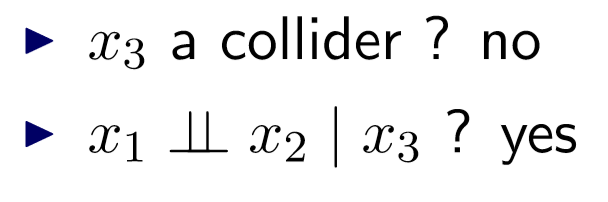 ▶ x₃ a collider ? no
▶ x₁ ⫫ x₂ | x₃ ? yes